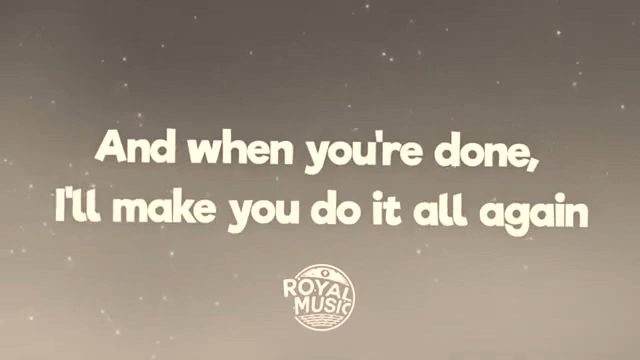 And when you're done,
I'll make you do it all again
ROYAL
MUSIC